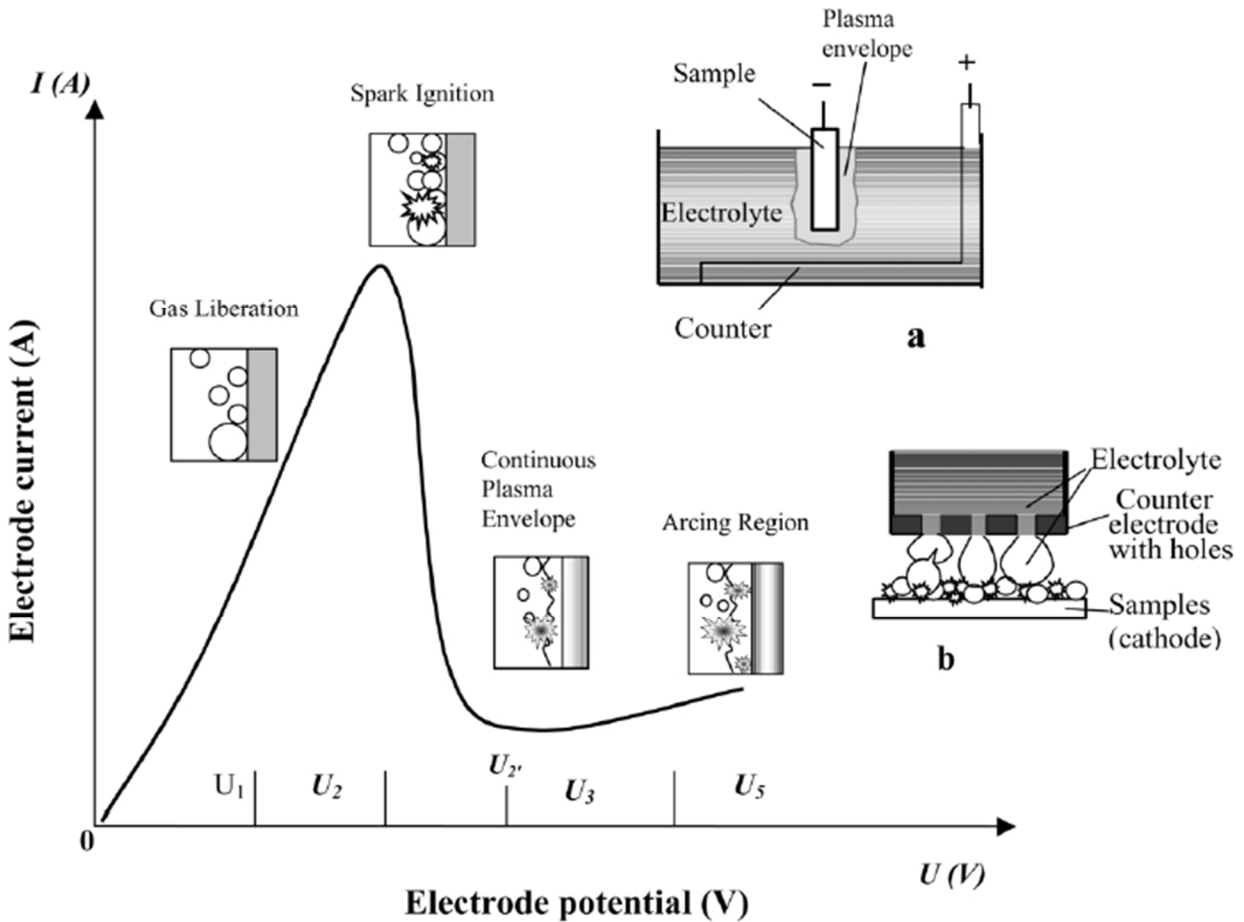 I (A)
Spark Ignition
Gas Liberation
Electrode current (A)
Continuous
Plasma
Envelope
Arcing Region
U1
U2
U2'
U3
U5
0
U (V)
Electrode potential (V)
Plasma
envelope
Sample
−
+
Electrolyte
Counter
a
Electrolyte
Counter
electrode
with holes
Samples
(cathode)
b